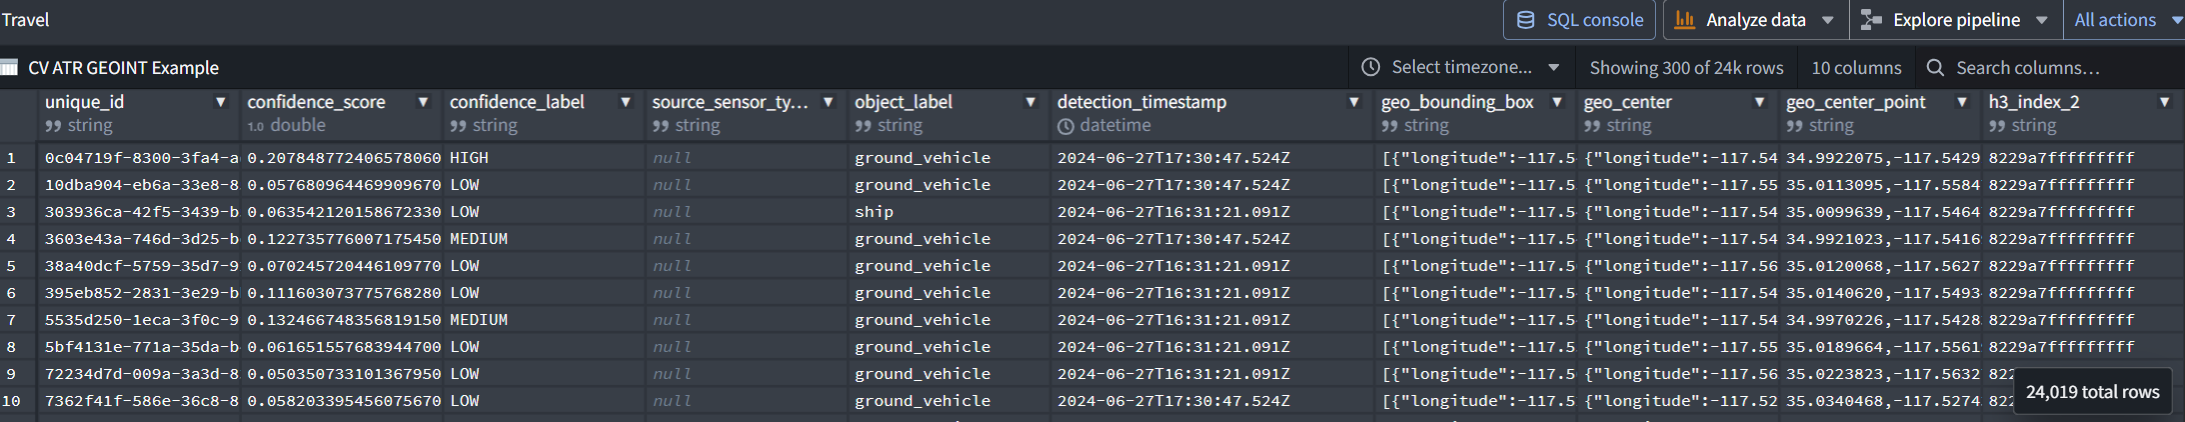 Travel SQL console Analyze data Explore pipeline All actions
CV ATR GEOINT Example Select timezone... Showing 300 of 24k rows 10 columns Search columns...
unique_id confidence_score confidence_label source_sensor_ty... object_label detection_timestamp geo_bounding_box geo_center geo_center_point h3_index_2
string 1.0 double string string string datetime string string string string
1 0c04719f-8300-3fa4-a 0.207848772406578060 HIGH null ground_vehicle 2024-06-27T17:30:47.524Z [{"longitude":-117.5 {"longitude":-117.54 34.9922075,-117.5429 8229a7fffffffff
2 10dba904-eb6a-33e8-8 0.057680964469909670 LOW null ground_vehicle 2024-06-27T17:30:47.524Z [{"longitude":-117.5 {"longitude":-117.55 35.0113095,-117.5584 8229a7fffffffff
3 303936ca-42f5-3439-b 0.063542120158672330 LOW null ship 2024-06-27T16:31:21.091Z [{"longitude":-117.5 {"longitude":-117.54 35.0099639,-117.5464 8229a7fffffffff
4 3603e43a-746d-3d25-b 0.122735776007175450 MEDIUM null ground_vehicle 2024-06-27T17:30:47.524Z [{"longitude":-117.5 {"longitude":-117.54 34.9921023,-117.5416 8229a7fffffffff
5 38a40dcf-5759-35d7-9 0.070245720446109770 LOW null ground_vehicle 2024-06-27T16:31:21.091Z [{"longitude":-117.5 {"longitude":-117.56 35.0120068,-117.5627 8229a7fffffffff
6 395eb852-2831-3e29-b 0.111603073775768280 LOW null ground_vehicle 2024-06-27T16:31:21.091Z [{"longitude":-117.5 {"longitude":-117.54 35.0140620,-117.5493 8229a7fffffffff
7 5535d250-1eca-3f0c-9 0.132466748356819150 MEDIUM null ground_vehicle 2024-06-27T16:31:21.091Z [{"longitude":-117.5 {"longitude":-117.54 34.9970226,-117.5428 8229a7fffffffff
8 5bf4131e-771a-35da-b 0.061651557683944700 LOW null ground_vehicle 2024-06-27T16:31:21.091Z [{"longitude":-117.5 {"longitude":-117.55 35.0189664,-117.5561 8229a7fffffffff
9 72234d7d-009a-3a3d-8 0.050350733101367950 LOW null ground_vehicle 2024-06-27T16:31:21.091Z [{"longitude":-117.5 {"longitude":-117.56 35.0223823,-117.5632 822
10 7362f41f-586e-36c8-8 0.058203395456075670 LOW null ground_vehicle 2024-06-27T17:30:47.524Z [{"longitude":-117.5 {"longitude":-117.52 35.0340468,-117.5274 822
24,019 total rows